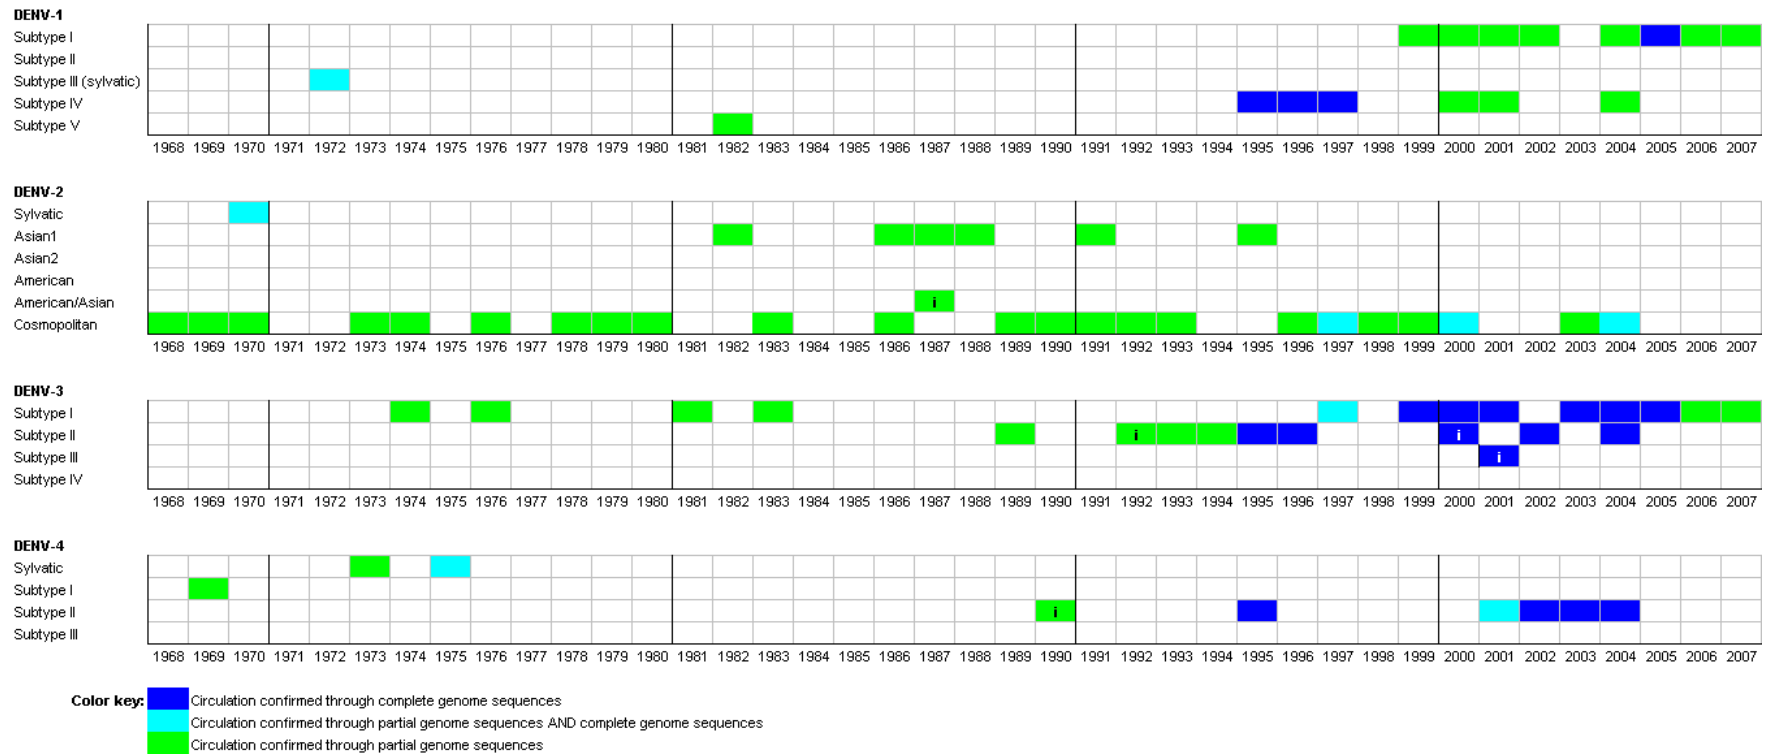 DENV-1
Subtype I
Subtype II
Subtype III (sylvatic)
Subtype IV
Subtype V
1968 1969 1970 1971 1972 1973 1974 1975 1976 1977 1978 1979 1980 1981 1982 1983 1984 1985 1986 1987 1988 1989 1990 1991 1992 1993 1994 1995 1996 1997 1998 1999 2000 2001 2002 2003 2004 2005 2006 2007
DENV-2
Sylvatic
Asian1
Asian2
American
American/Asian i
Cosmopolitan
1968 1969 1970 1971 1972 1973 1974 1975 1976 1977 1978 1979 1980 1981 1982 1983 1984 1985 1986 1987 1988 1989 1990 1991 1992 1993 1994 1995 1996 1997 1998 1999 2000 2001 2002 2003 2004 2005 2006 2007
DENV-3
Subtype I
Subtype II i i
Subtype III i
Subtype IV
1968 1969 1970 1971 1972 1973 1974 1975 1976 1977 1978 1979 1980 1981 1982 1983 1984 1985 1986 1987 1988 1989 1990 1991 1992 1993 1994 1995 1996 1997 1998 1999 2000 2001 2002 2003 2004 2005 2006 2007
DENV-4
Sylvatic
Subtype I
Subtype II i
Subtype III
1968 1969 1970 1971 1972 1973 1974 1975 1976 1977 1978 1979 1980 1981 1982 1983 1984 1985 1986 1987 1988 1989 1990 1991 1992 1993 1994 1995 1996 1997 1998 1999 2000 2001 2002 2003 2004 2005 2006 2007
Color key: Circulation confirmed through complete genome sequences
Circulation confirmed through partial genome sequences AND complete genome sequences
Circulation confirmed through partial genome sequences